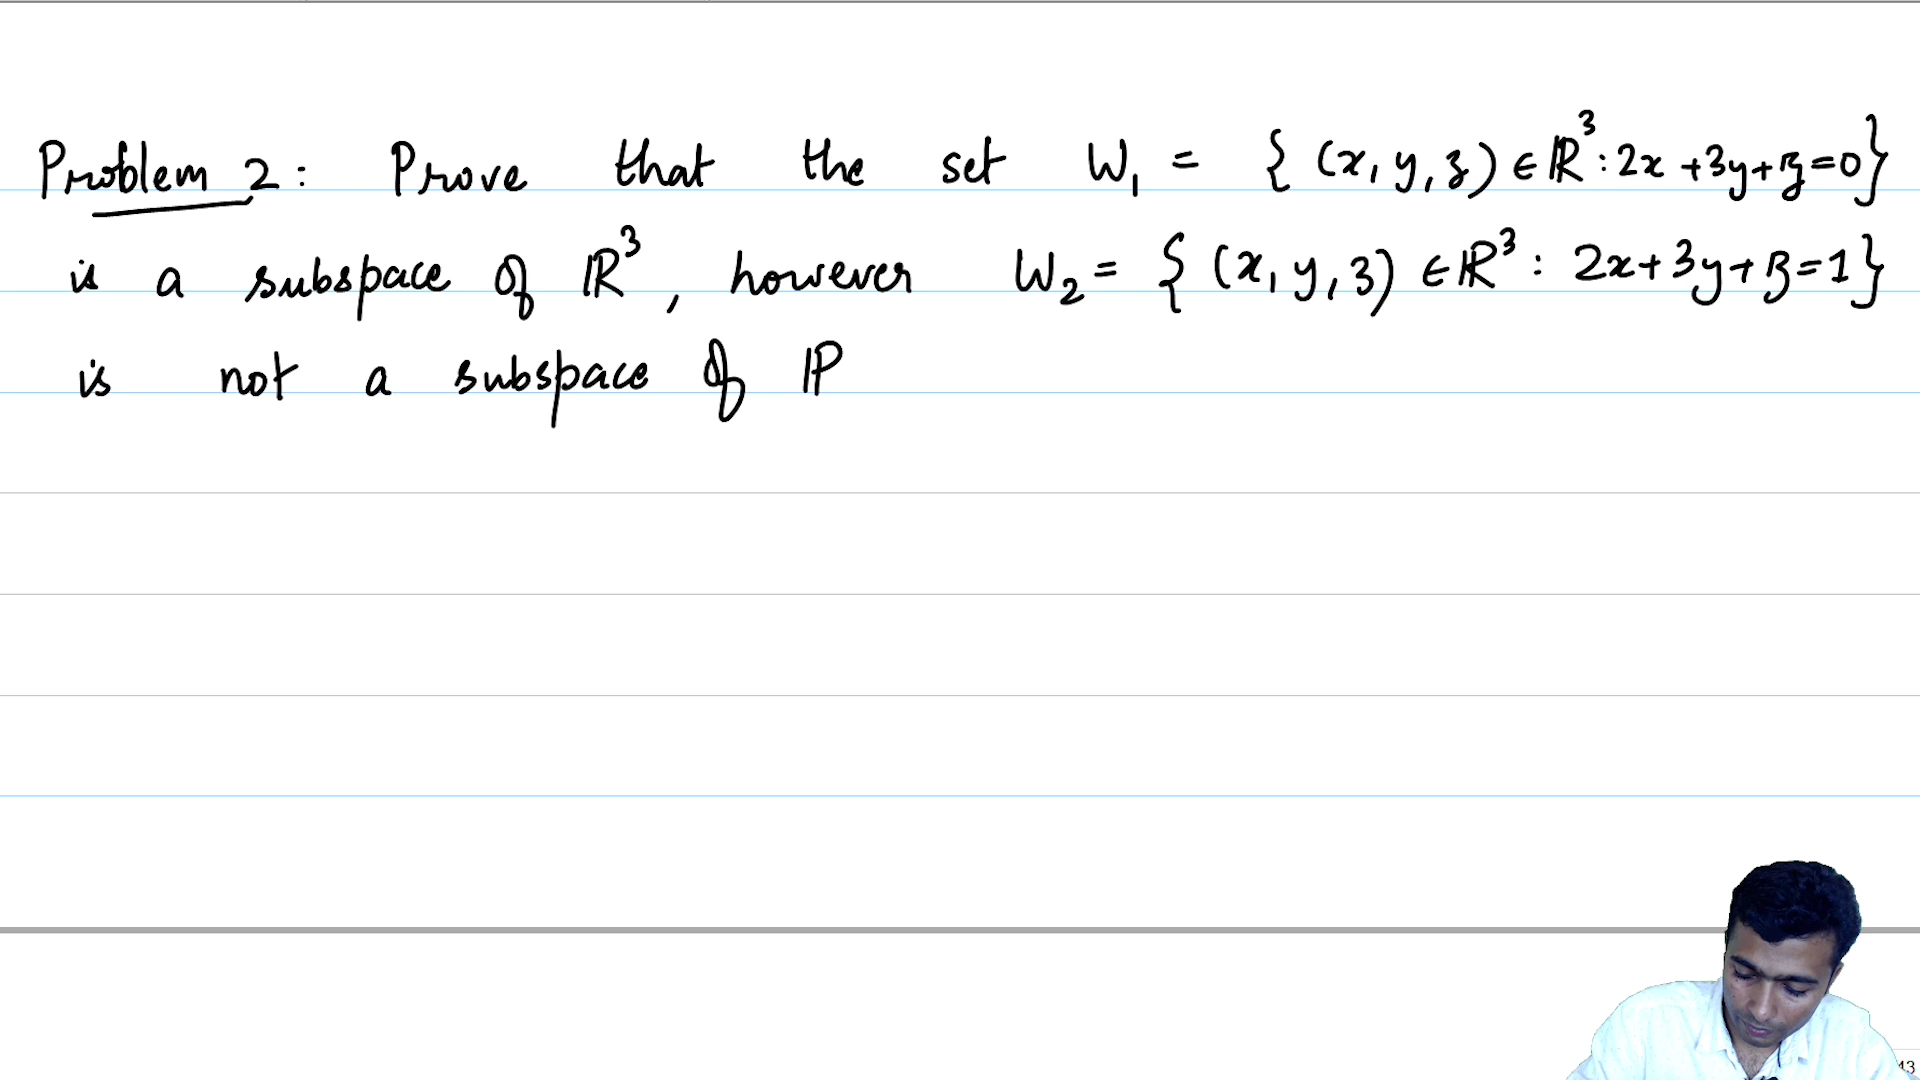 Problem 2: Prove that the set W₁ = { (x, y, z) ∈ ℝ³ : 2x + 3y + z = 0}
is a subspace of ℝ³, however W₂ = { (x, y, z) ∈ ℝ³ : 2x + 3y + z = 1}
is not a subspace of ℙ
43